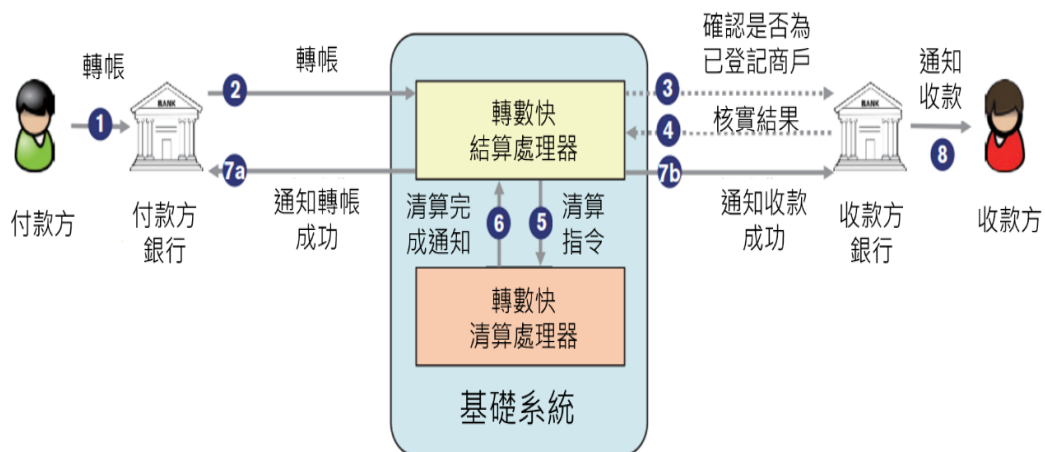 轉帳
1
BANK
付款方
付款方
銀行
轉帳
2
7a
通知轉帳
成功
轉數快
結算處理器
清算完
成通知
6
5
清算
指令
轉數快
清算處理器
基礎系統
確認是否為
已登記商戶
3
4
核實結果
7b
通知收款
成功
BANK
收款方
銀行
通知
收款
8
收款方